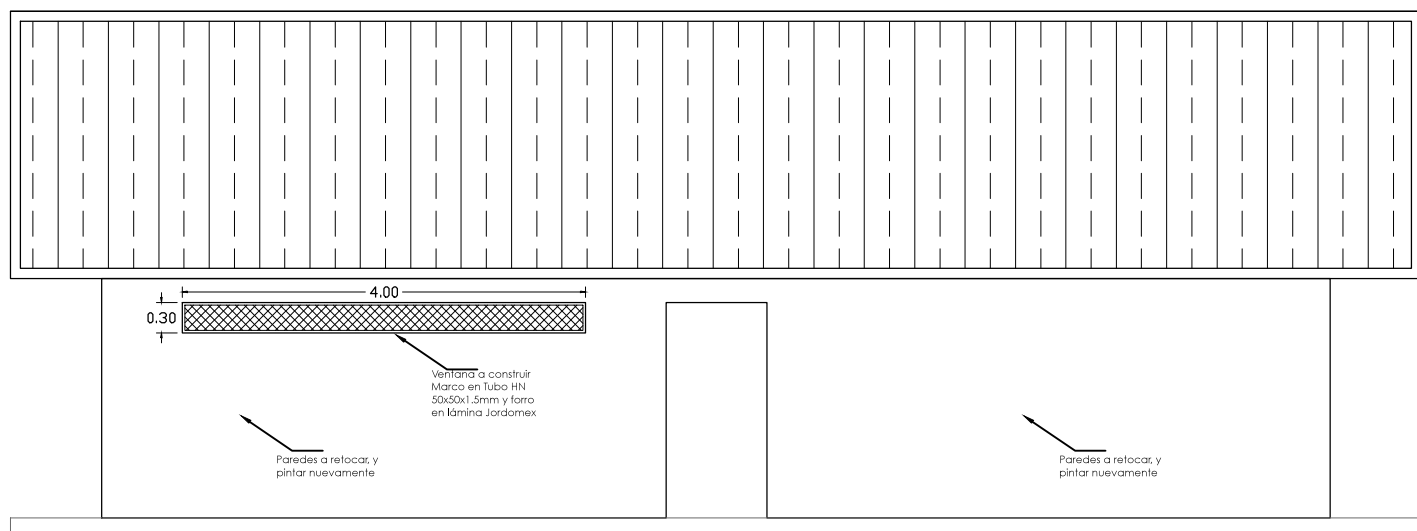 4.00
0.30
Ventana a construir
Marco en Tubo HN
50x50x1.5mm y forro
en lámina Jordomex
Paredes a retocar, y
pintar nuevamente
Paredes a retocar, y
pintar nuevamente